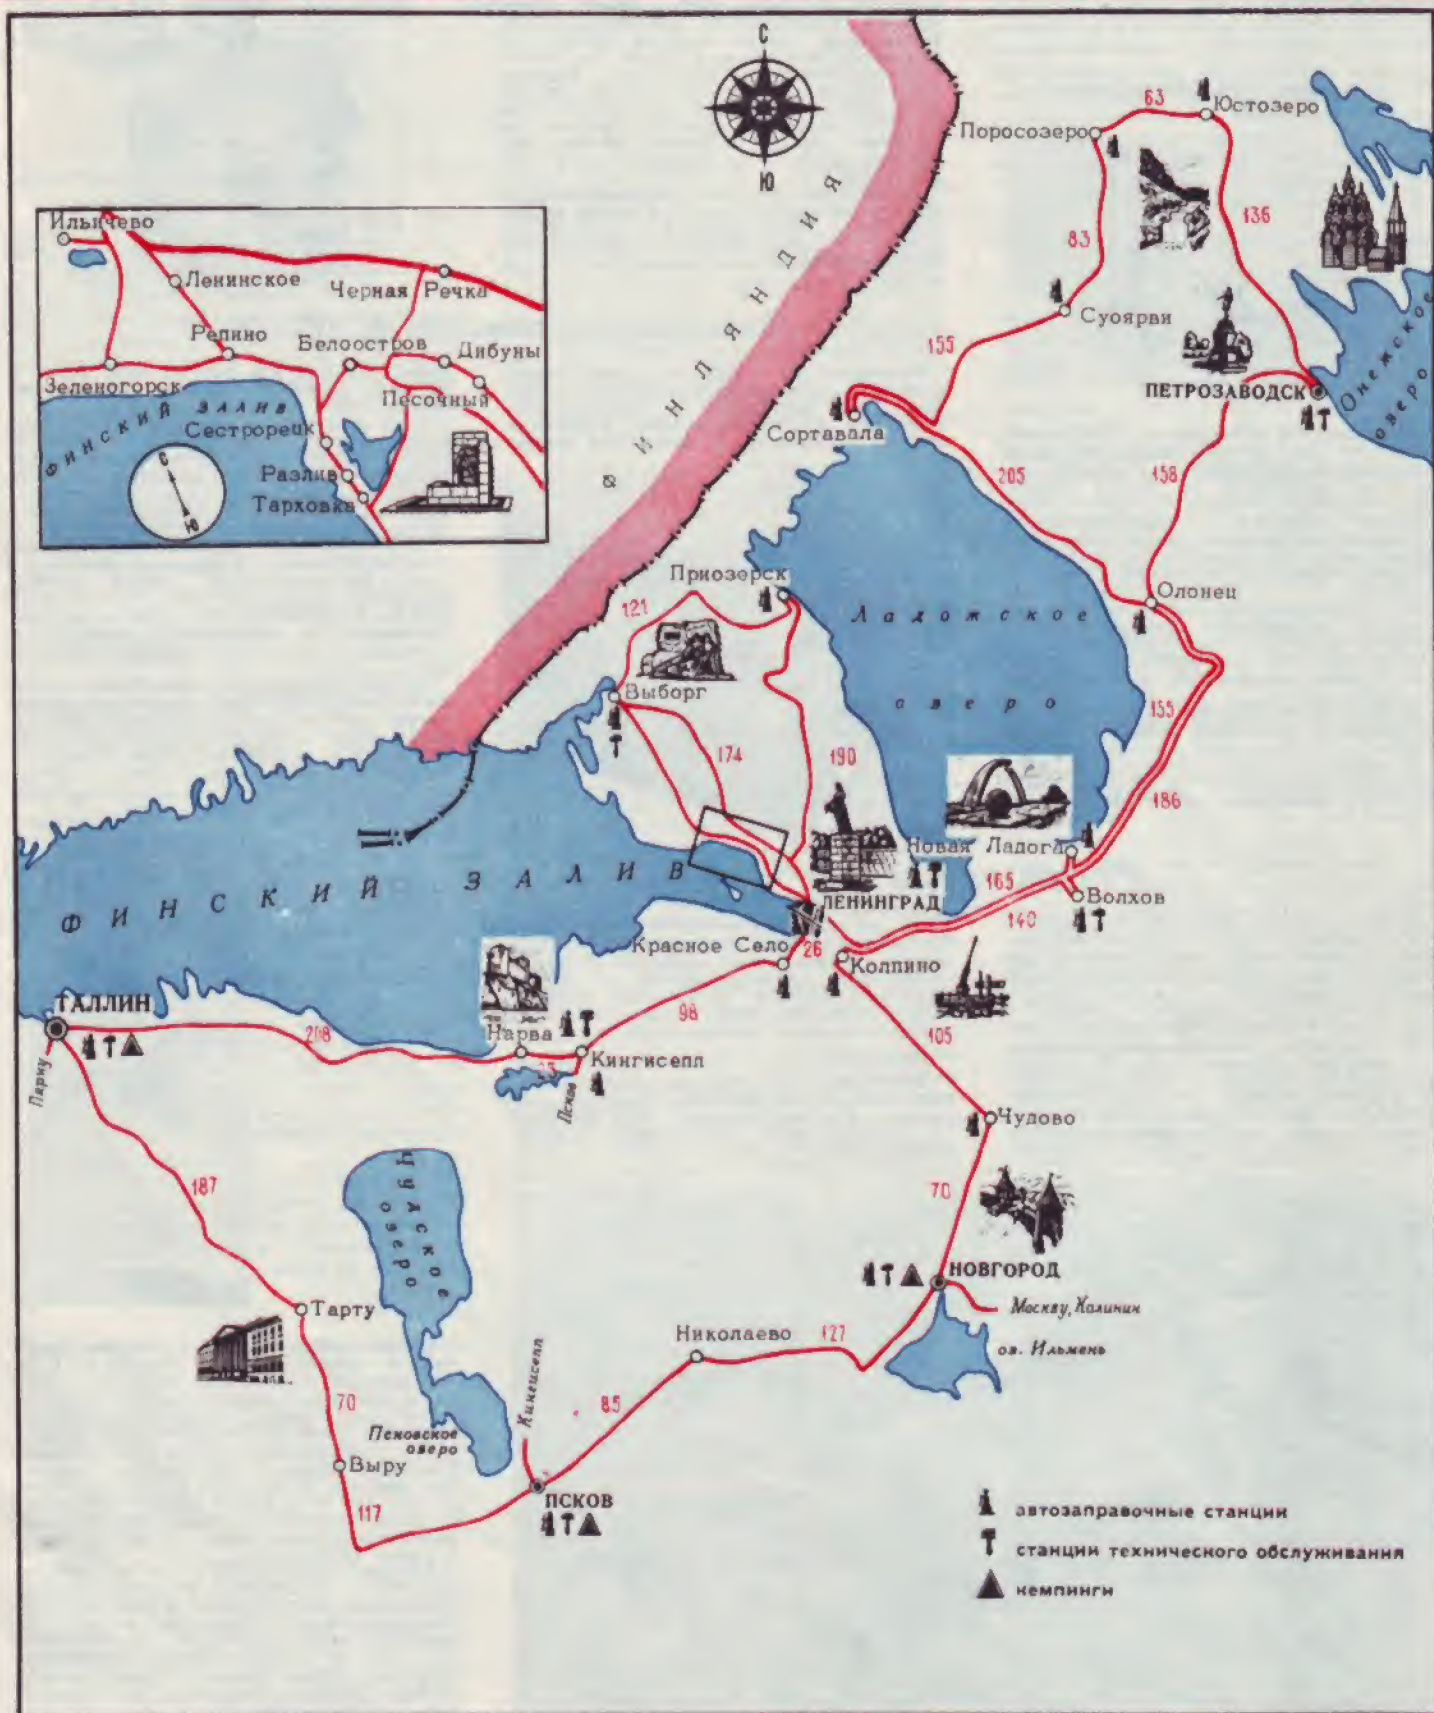 С
Ю
ФИНЛЯНДИЯ
63
Юстозеро
Поросозеро
83
136
Суоярви
155
ПЕТРОЗАВОДСК
Онежское
озеро
Сортавала
205
158
Олонец
Ильичево
Ленинское
Черная Речка
Репино
Белоостров
Дибуны
Зеленогорск
Песочный
ФИНСКИЙ ЗАЛИВ
Сестрорецк
Разлив
Тарховка
С
Ю
Приозерск
121
Ладожское
озеро
Выборг
174
190
155
186
Новая Ладога
165
Волхов
140
ФИНСКИЙ ЗАЛИВ
ЛЕНИНГРАД
Красное Село
26
Колпино
ТАЛЛИН
Пярну
208
Нарва
98
Кингисепп
Псков
105
Чудово
187
Чудское
озеро
70
НОВГОРОД
Москву, Калинин
оз. Ильмень
Тарту
Николаево
127
70
Кингисепп
85
Псковское
озеро
Выру
117
ПСКОВ
автозаправочные станции
станции технического обслуживания
кемпинги